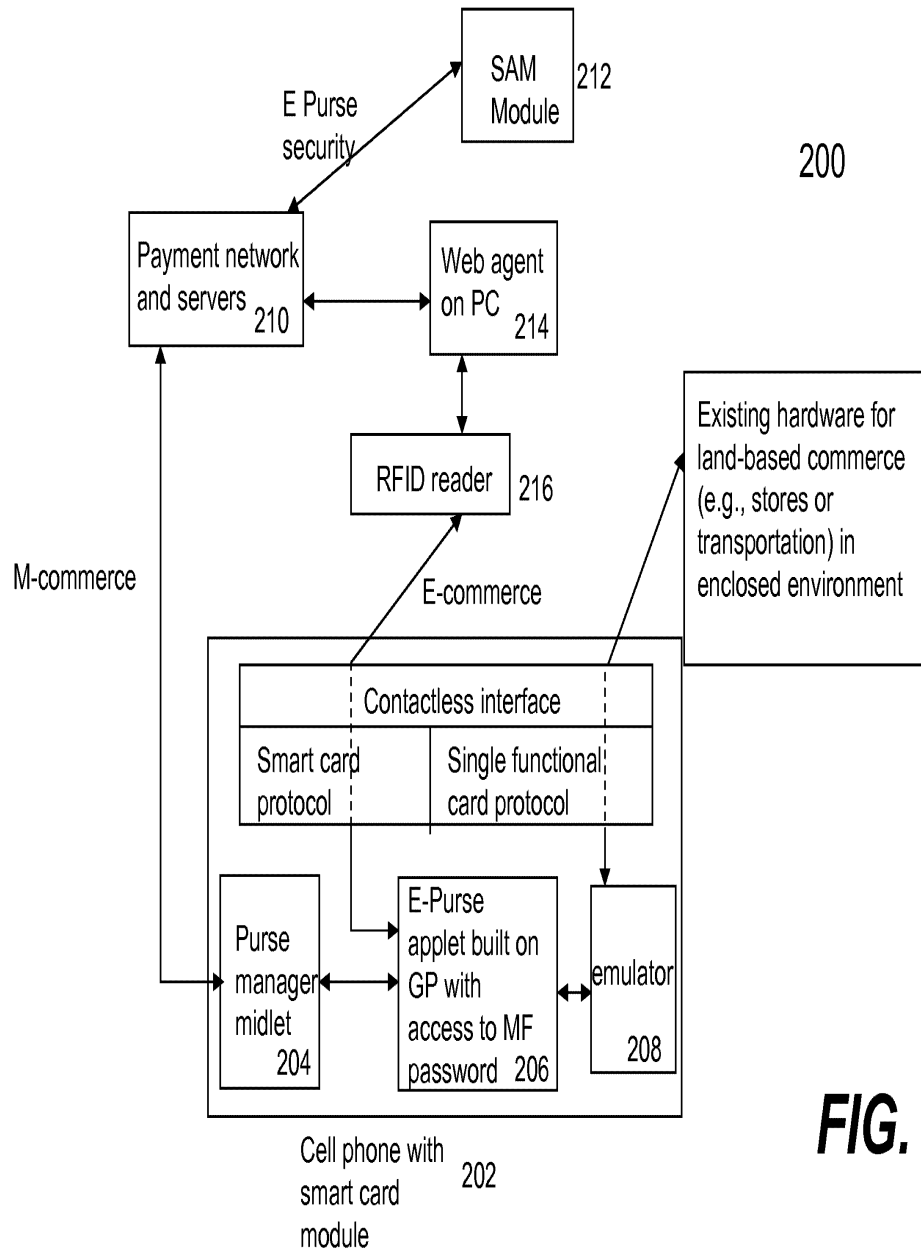 SAM
Module
212
E Purse
security
200
Payment network
and servers
210
Web agent
on PC
214
RFID reader
216
Existing hardware for
land-based commerce
(e.g., stores or
transportation) in
enclosed environment
M-commerce
E-commerce
Contactless interface
Smart card
protocol
Single functional
card protocol
Purse
manager
midlet
204
E-Purse
applet built on
GP with
access to MF
password
206
emulator
208
Cell phone with
smart card
module
202
FIG.